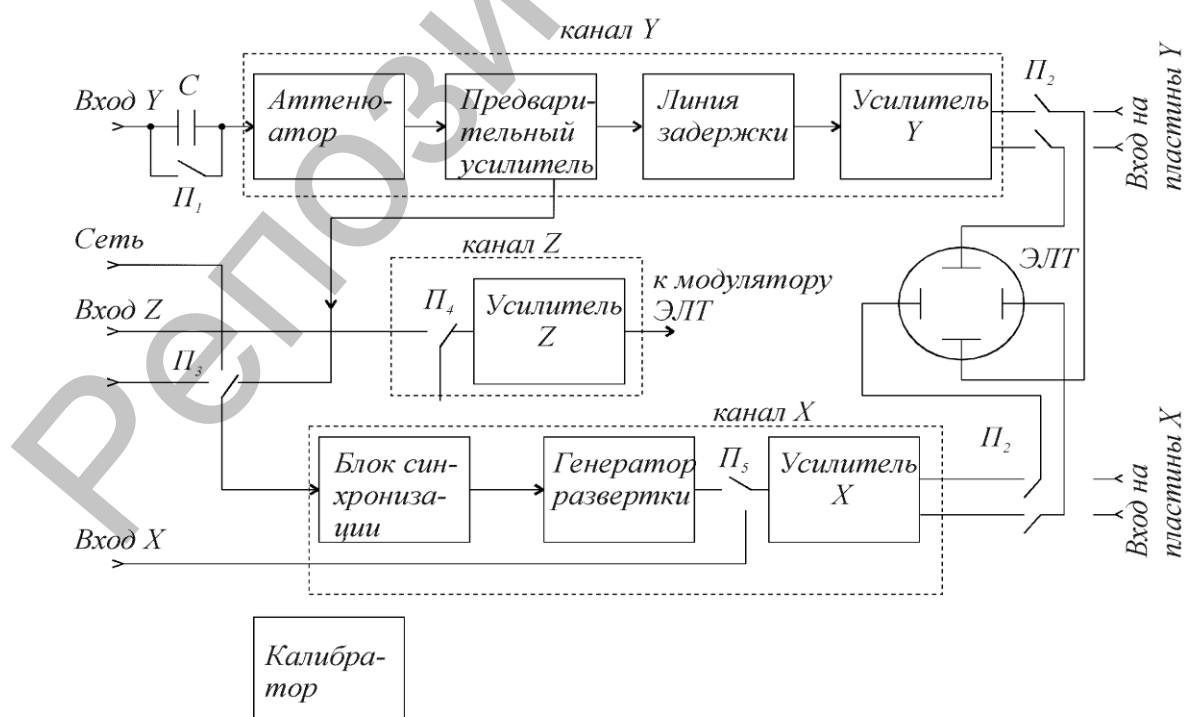 канал Y
Вход Y
C
П₁
Аттеню-
атор
Предвари-
тельный
усилитель
Линия
задержки
Усилитель
Y
П₂
Вход на
пластины Y
Сеть
Вход Z
П₃
канал Z
П₄
Усилитель
Z
к модулятору
ЭЛТ
ЭЛТ
канал X
Блок син-
хрониза-
ции
Генератор
развертки
П₅
Усилитель
X
П₂
Вход на
пластины X
Вход X
Калибра-
тор
Репози